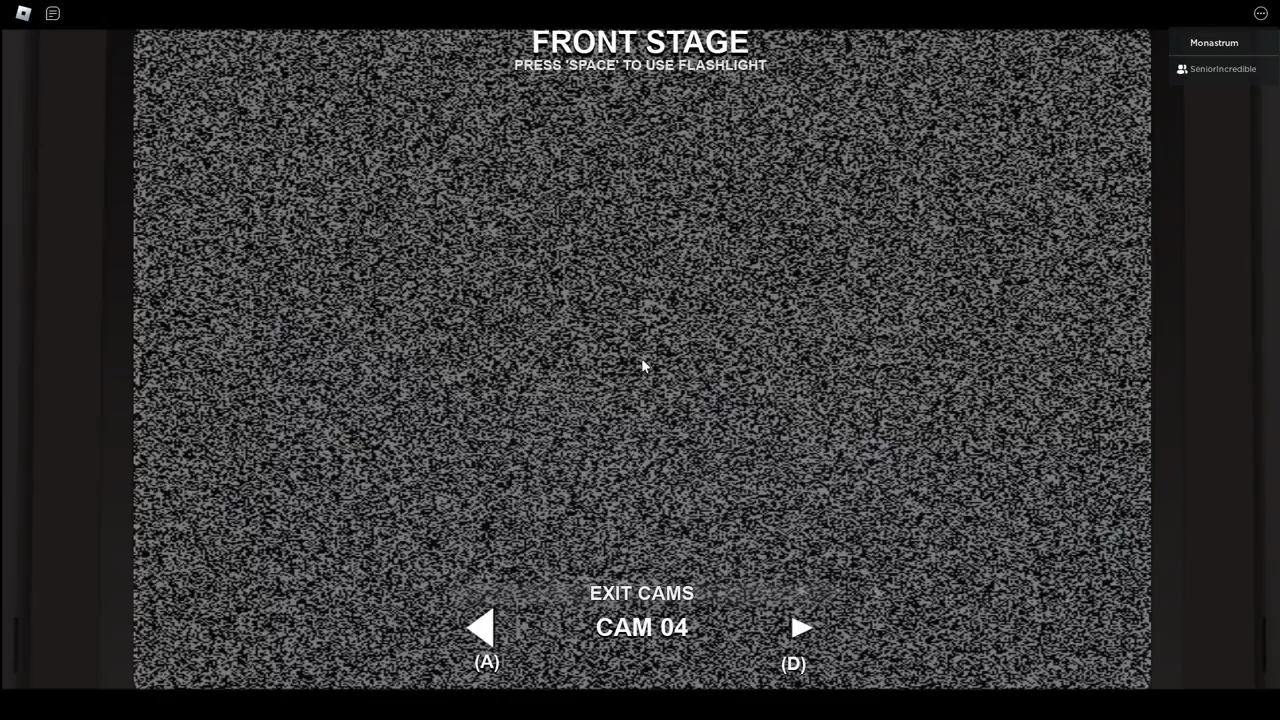 FRONT STAGE
PRESS 'SPACE' TO USE FLASHLIGHT
Monastrum
SeniorIncredible
EXIT CAMS
CAM 04
(A)
(D)